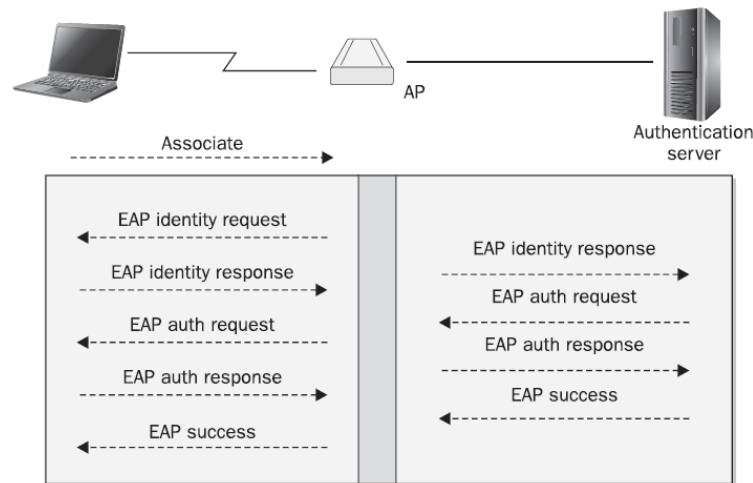 AP
Authentication
server
Associate
EAP identity request
EAP identity response
EAP auth request
EAP auth response
EAP success
EAP identity response
EAP auth request
EAP auth response
EAP success